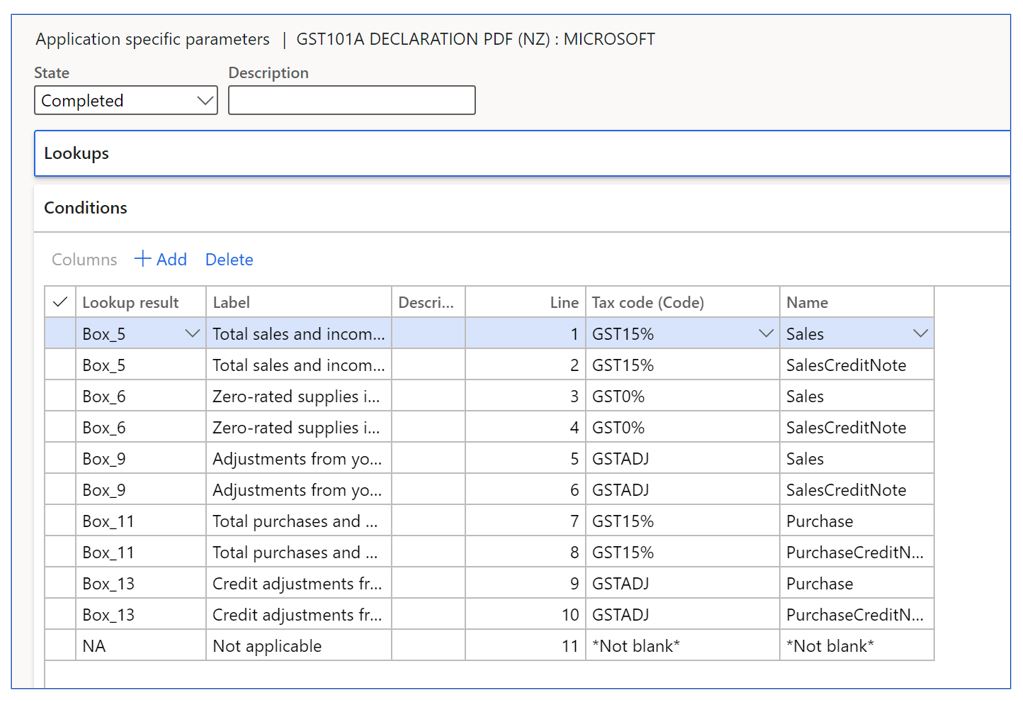 Application specific parameters | GST101A DECLARATION PDF (NZ) : MICROSOFT
State Description
Completed
Lookups
Conditions
Columns + Add Delete
Lookup result Label Descri... Line Tax code (Code) Name
Box_5 Total sales and incom... 1 GST15% Sales
Box_5 Total sales and incom... 2 GST15% SalesCreditNote
Box_6 Zero-rated supplies i... 3 GST0% Sales
Box_6 Zero-rated supplies i... 4 GST0% SalesCreditNote
Box_9 Adjustments from yo... 5 GSTADJ Sales
Box_9 Adjustments from yo... 6 GSTADJ SalesCreditNote
Box_11 Total purchases and ... 7 GST15% Purchase
Box_11 Total purchases and ... 8 GST15% PurchaseCreditN...
Box_13 Credit adjustments fr... 9 GSTADJ Purchase
Box_13 Credit adjustments fr... 10 GSTADJ PurchaseCreditN...
NA Not applicable 11 *Not blank* *Not blank*